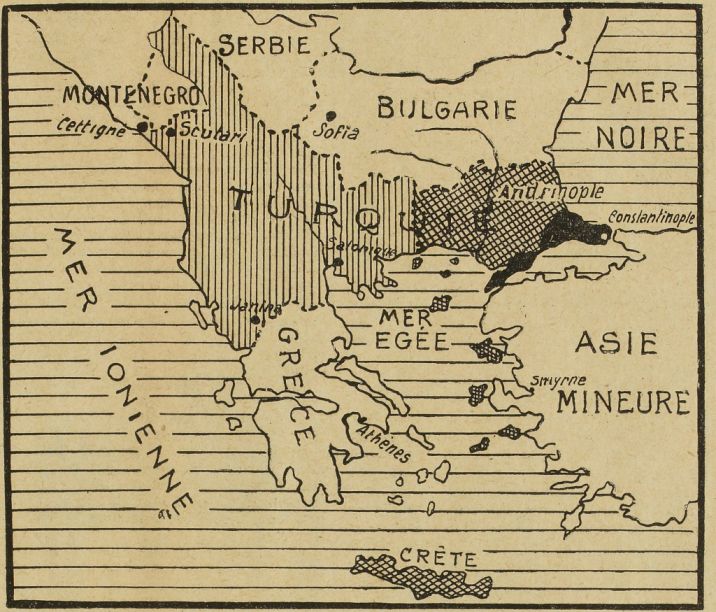 SERBIE
MONTENEGRO
MER
NOIRE
BULGARIE
Cettigne
Scutari
Sofia
TURQUIE
Andrinople
Constantinople
Salonique
MER IONIENNE
Janina
MER
EGÉE
GRECE
ASIE
MINEURE
Smyrne
Athènes
CRÊTE